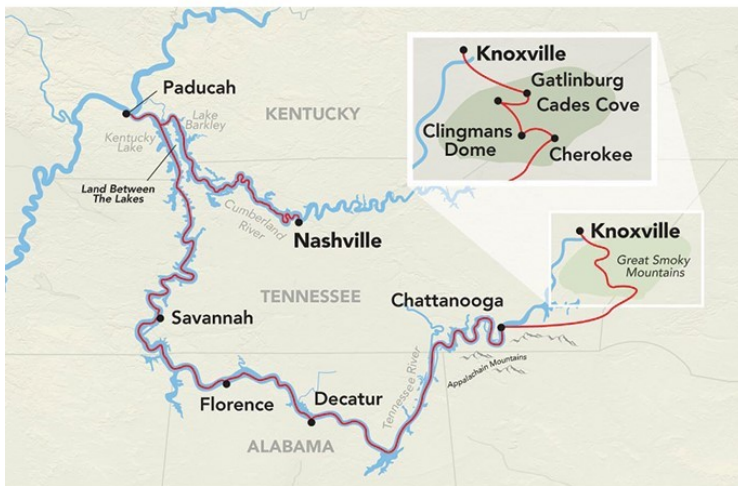 Paducah
KENTUCKY
Lake
Barkley
Kentucky
Lake
Land Between
The Lakes
Cumberland
River
Nashville
TENNESSEE
Savannah
Florence
Decatur
ALABAMA
Tennessee River
Chattanooga
Appalachain Mountains
Knoxville
Great Smoky
Mountains
Knoxville
Gatlinburg
Cades Cove
Clingmans
Dome
Cherokee